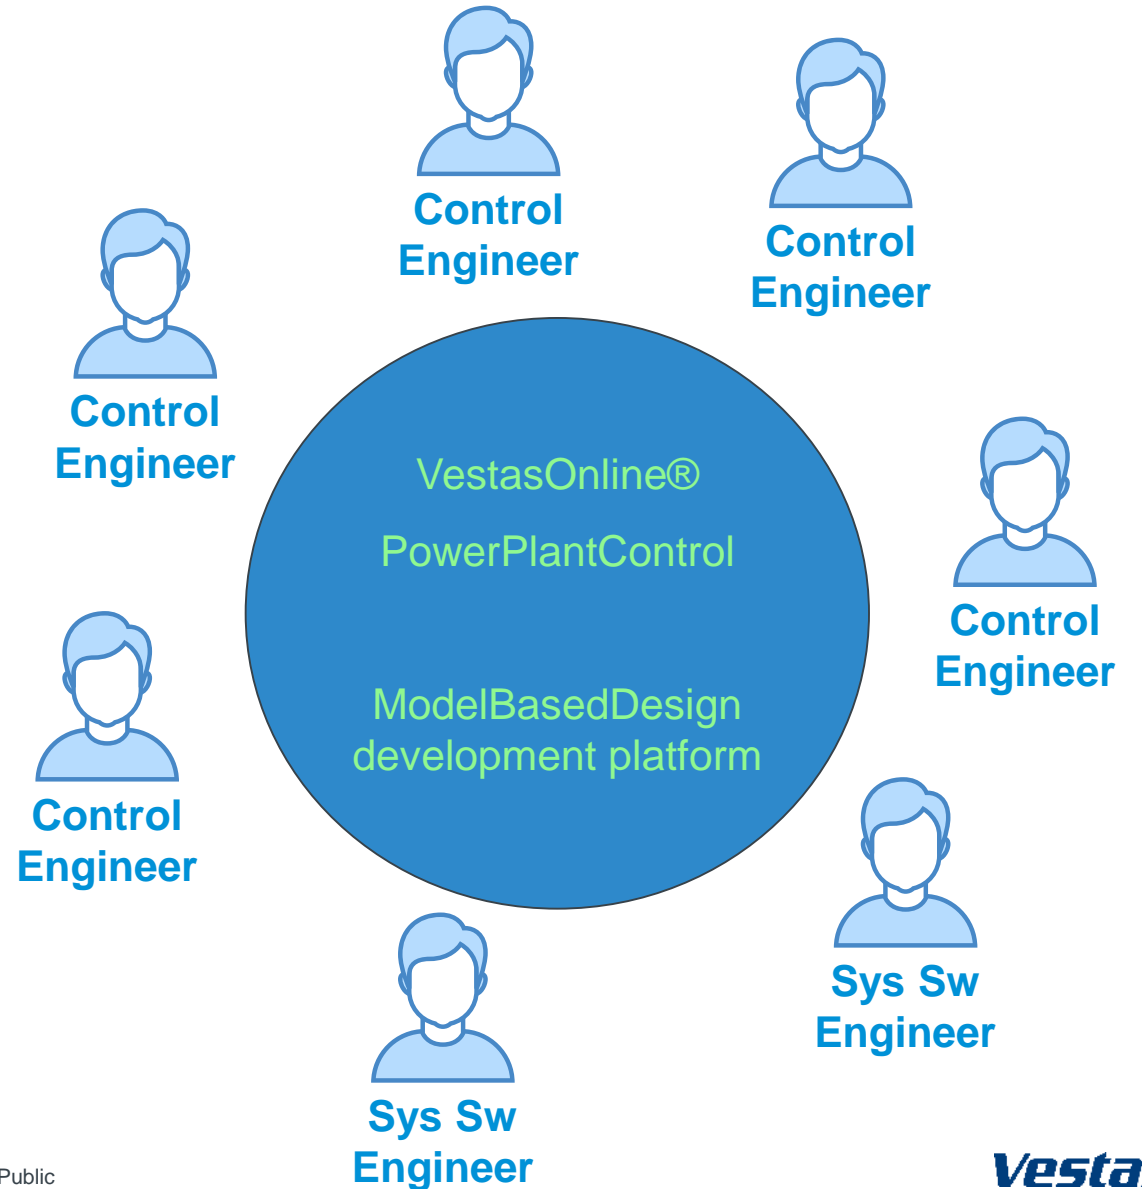 Control
Engineer
Control
Engineer
Control
Engineer
VestasOnline®
PowerPlantControl
Control
Engineer
ModelBasedDesign
development platform
Control
Engineer
Sys Sw
Engineer
Sys Sw
Engineer
Public
Vesta